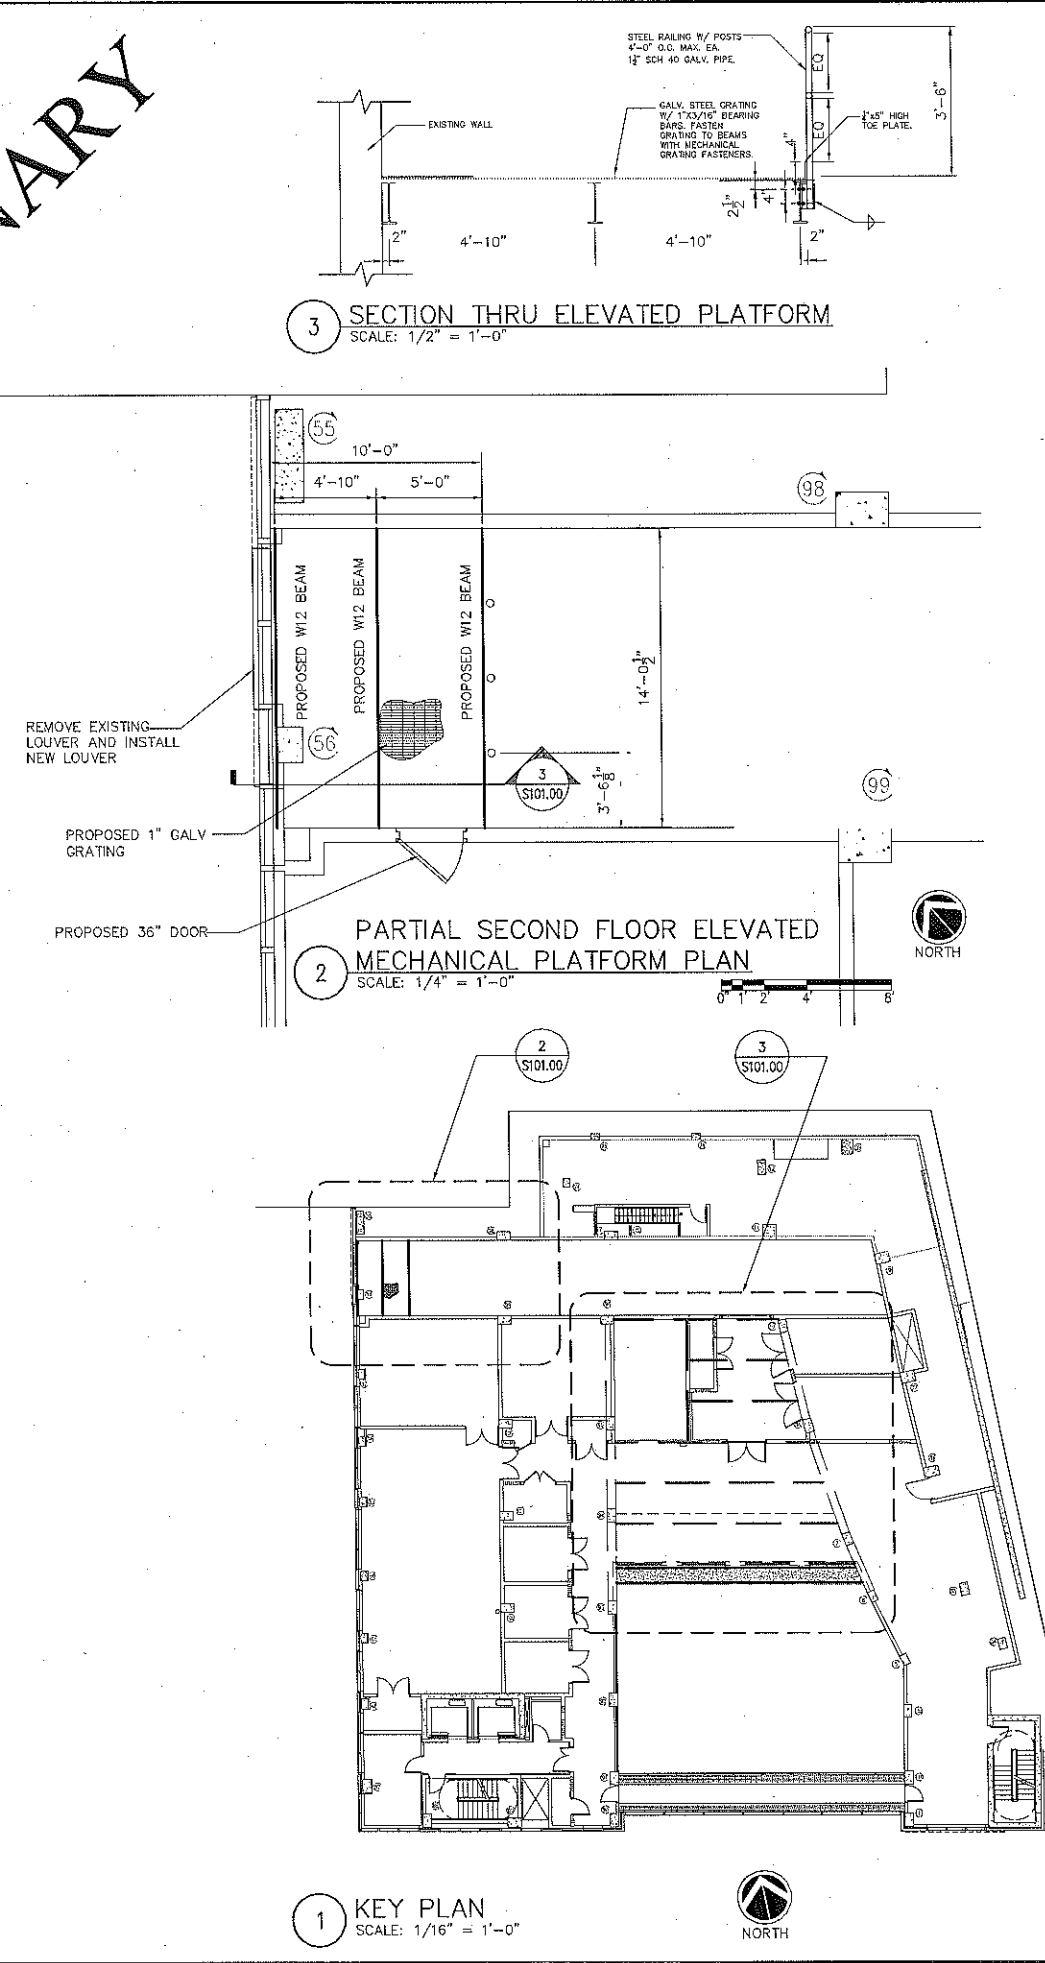 STEEL RAILING W/ POSTS
4'-0" O.C. MAX. EA.
1½" SCH 40 GALV. PIPE.
EQ
EQ
3'-6"
GALV. STEEL GRATING
W/ 1"X3/16" BEARING
BARS. FASTEN
GRATING TO BEAMS
WITH MECHANICAL
GRATING FASTENERS.
¼"x5" HIGH
TOE PLATE.
EXISTING WALL
4"
2½"
4"
2"
4'-10"
4'-10"
2"
3
SECTION THRU ELEVATED PLATFORM
SCALE: 1/2" = 1'-0"
55
10'-0"
4'-10"
5'-0"
98
PROPOSED W12 BEAM
PROPOSED W12 BEAM
PROPOSED W12 BEAM
14'-0½"
REMOVE EXISTING
LOUVER AND INSTALL
NEW LOUVER
56
3
S101.00
3'-6⅛"
99
PROPOSED 1" GALV
GRATING
PROPOSED 36" DOOR
2
PARTIAL SECOND FLOOR ELEVATED
MECHANICAL PLATFORM PLAN
SCALE: 1/4" = 1'-0"
NORTH
0" 1' 2' 4' 8'
2
S101.00
3
S101.00
1
KEY PLAN
SCALE: 1/16" = 1'-0"
NORTH